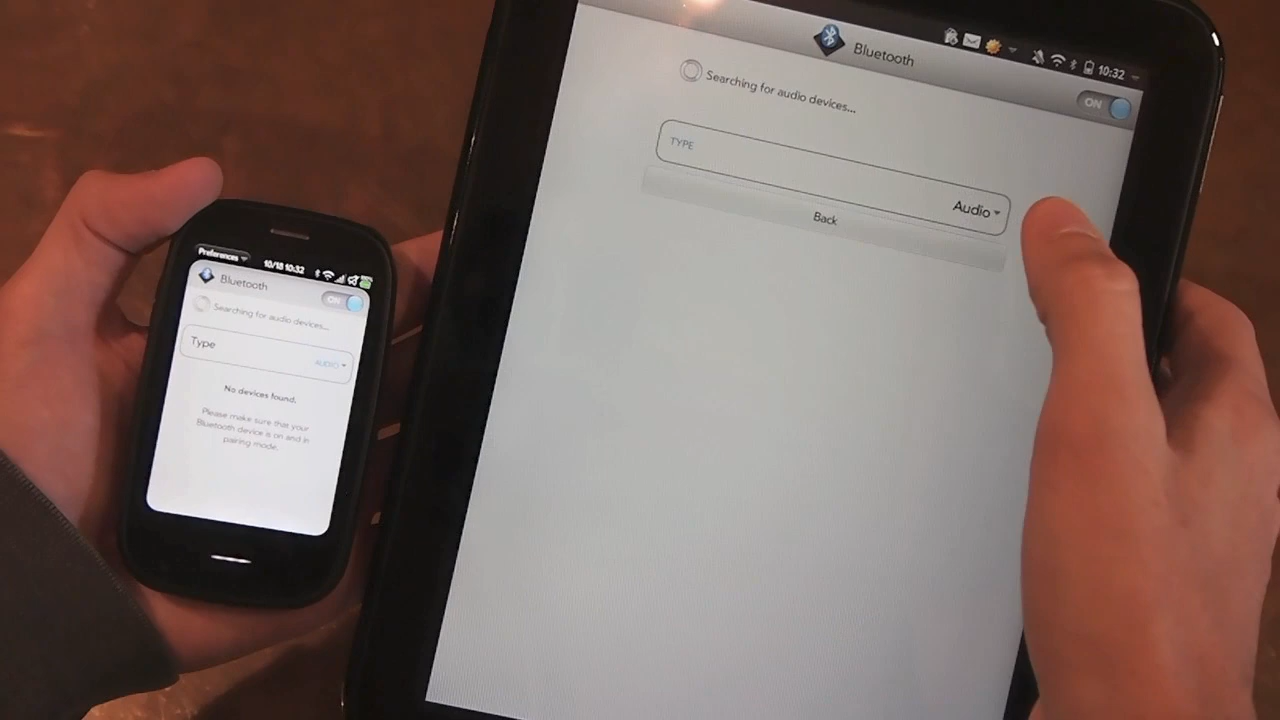 Preferences
10/18 10:32
Bluetooth
ON
Searching for audio devices...
Type
AUDIO
No devices found.
Please make sure that your
Bluetooth device is on and in
pairing mode.
Bluetooth
10:32
ON
Searching for audio devices...
TYPE
Audio
Back